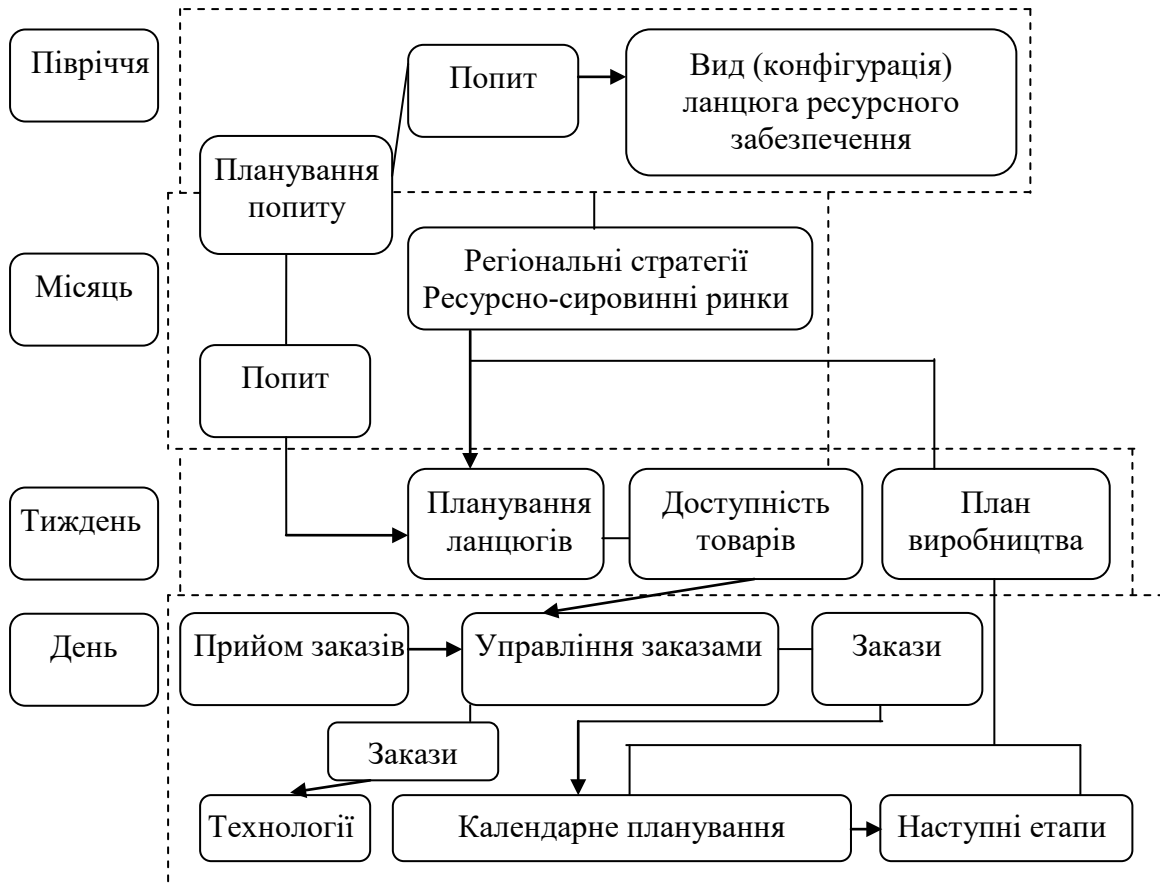 Півріччя
Попит
Вид (конфігурація)
ланцюга ресурсного
забезпечення
Планування
попиту
Місяць
Регіональні стратегії
Ресурсно-сировинні ринки
Попит
Тиждень
Планування
ланцюгів
Доступність
товарів
План
виробництва
День
Прийом заказів
Управління заказами
Закази
Закази
Технології
Календарне планування
Наступні етапи